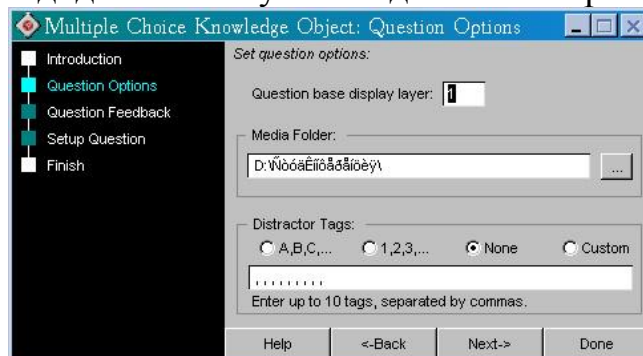 Multiple Choice Knowledge Object: Question Options
Introduction
Question Options
Question Feedback
Setup Question
Finish
Set question options:
Question base display layer: 1
Media Folder:
D:\ÑòóäÊîíôåðåíöèÿ\ ...
Distractor Tags:
A,B,C,... 1,2,3,... None Custom
,,,,,,,,,
Enter up to 10 tags, separated by commas.
Help <-Back Next-> Done